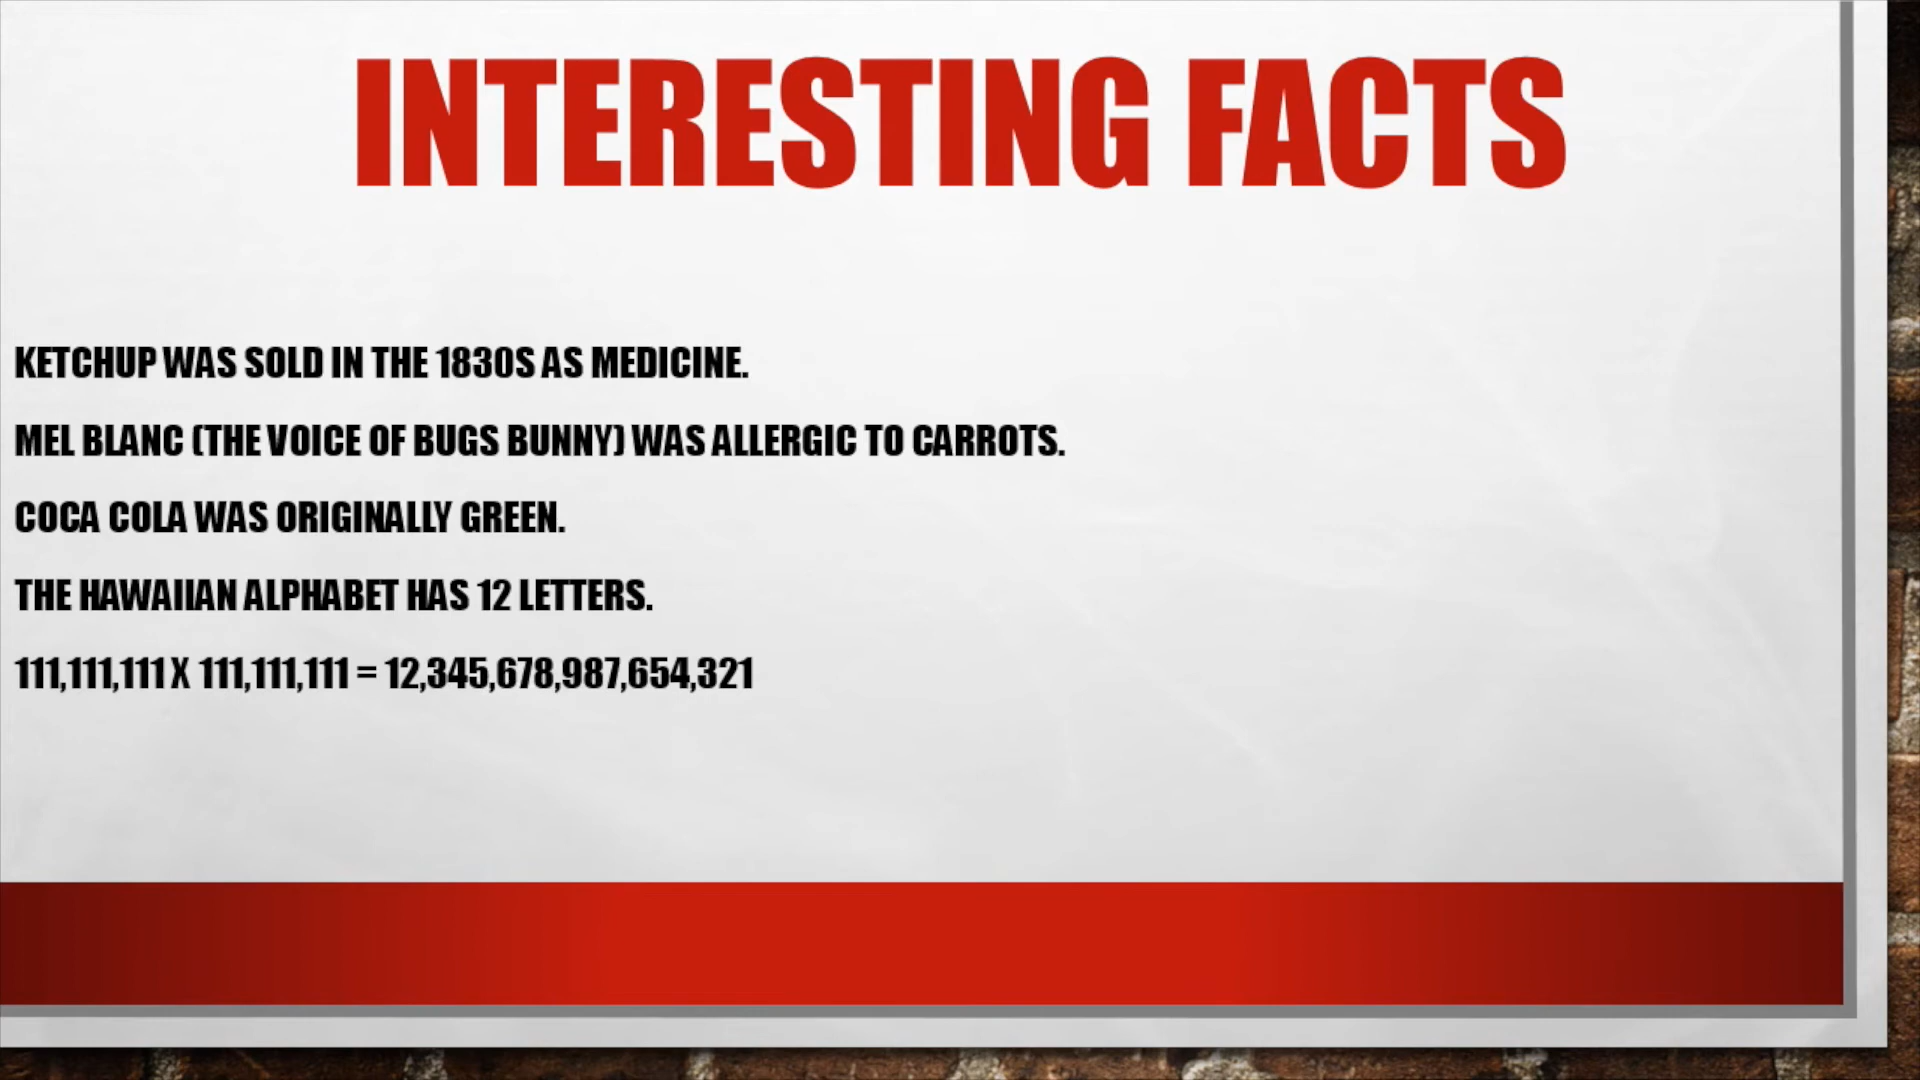 INTERESTING FACTS
KETCHUP WAS SOLD IN THE 1830S AS MEDICINE.
MEL BLANC (THE VOICE OF BUGS BUNNY) WAS ALLERGIC TO CARROTS.
COCA COLA WAS ORIGINALLY GREEN.
THE HAWAIIAN ALPHABET HAS 12 LETTERS.
111,111,111 X 111,111,111 = 12,345,678,987,654,321